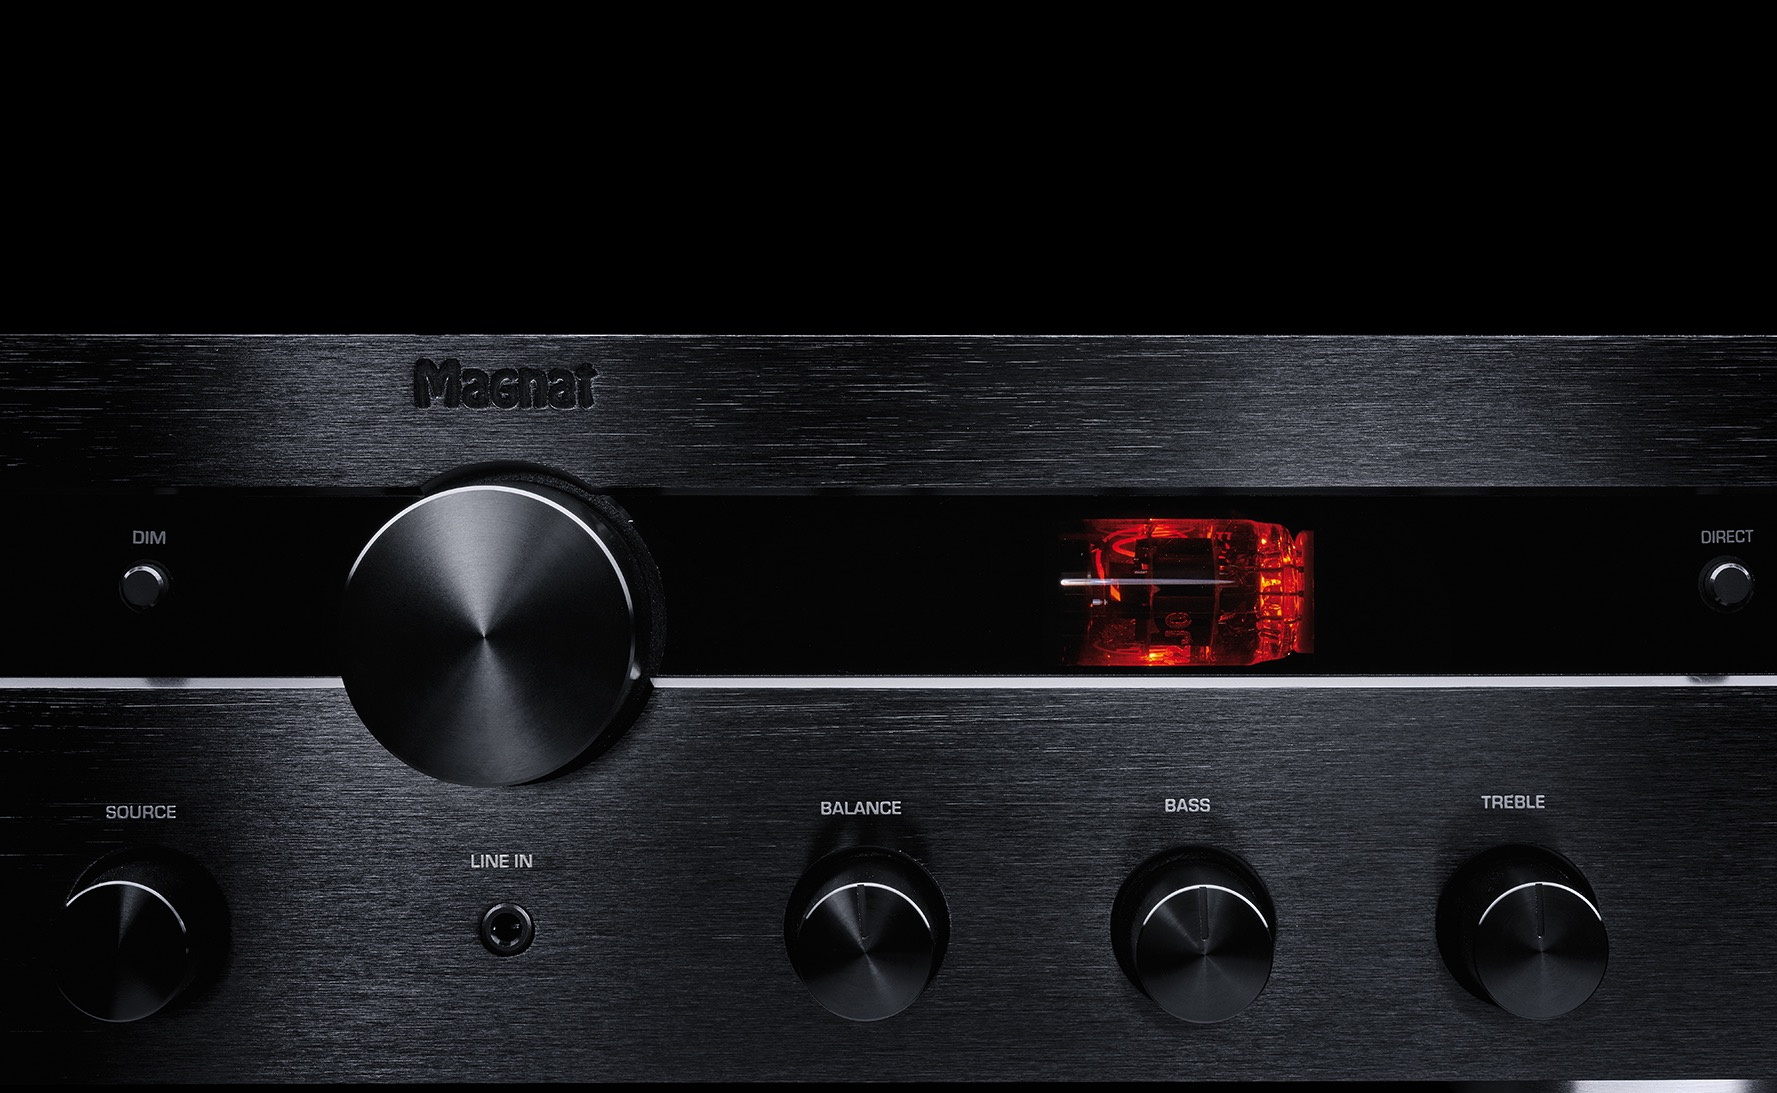 Magnat
DIM
DIRECT
SOURCE
BALANCE
BASS
TREBLE
LINE IN